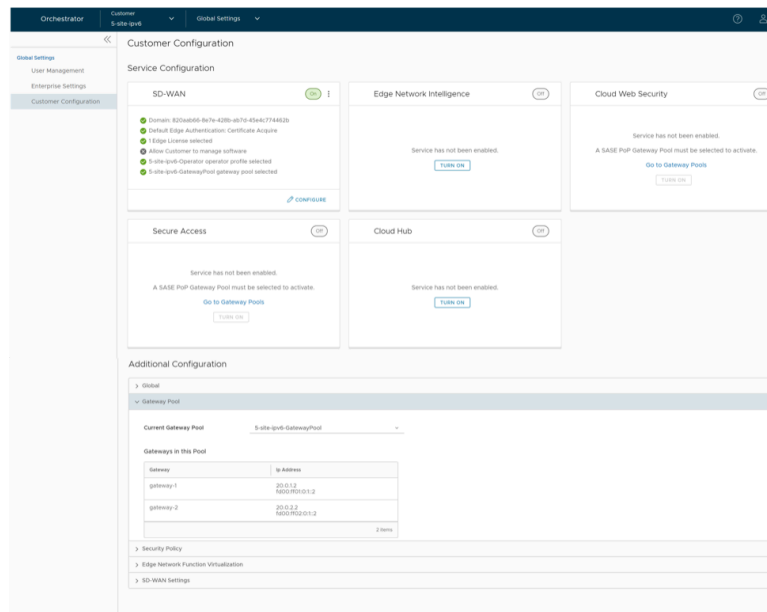 Orchestrator
Customer
5-site-ipv6
Global Settings
Global Settings
User Management
Enterprise Settings
Customer Configuration
Customer Configuration
Service Configuration
SD-WAN
On
Domain: 820aab66-8e7e-428b-ab7d-45e4c774462b
Default Edge Authentication: Certificate Acquire
1 Edge License selected
Allow Customer to manage software
5-site-ipv6-Operator operator profile selected
5-site-ipv6-GatewayPool gateway pool selected
CONFIGURE
Edge Network Intelligence
Off
Service has not been enabled.
TURN ON
Cloud Web Security
Off
Service has not been enabled.
A SASE PoP Gateway Pool must be selected to activate.
Go to Gateway Pools
TURN ON
Secure Access
Off
Service has not been enabled.
A SASE PoP Gateway Pool must be selected to activate.
Go to Gateway Pools
TURN ON
Cloud Hub
Off
Service has not been enabled.
TURN ON
Additional Configuration
Global
Gateway Pool
Current Gateway Pool
5-site-ipv6-GatewayPool
Gateways in this Pool
Gateway
Ip Address
gateway-1
20.0.1.2
fd00:ff01:0:1::2
gateway-2
20.0.2.2
fd00:ff02:0:1::2
2 items
Security Policy
Edge Network Function Virtualization
SD-WAN Settings